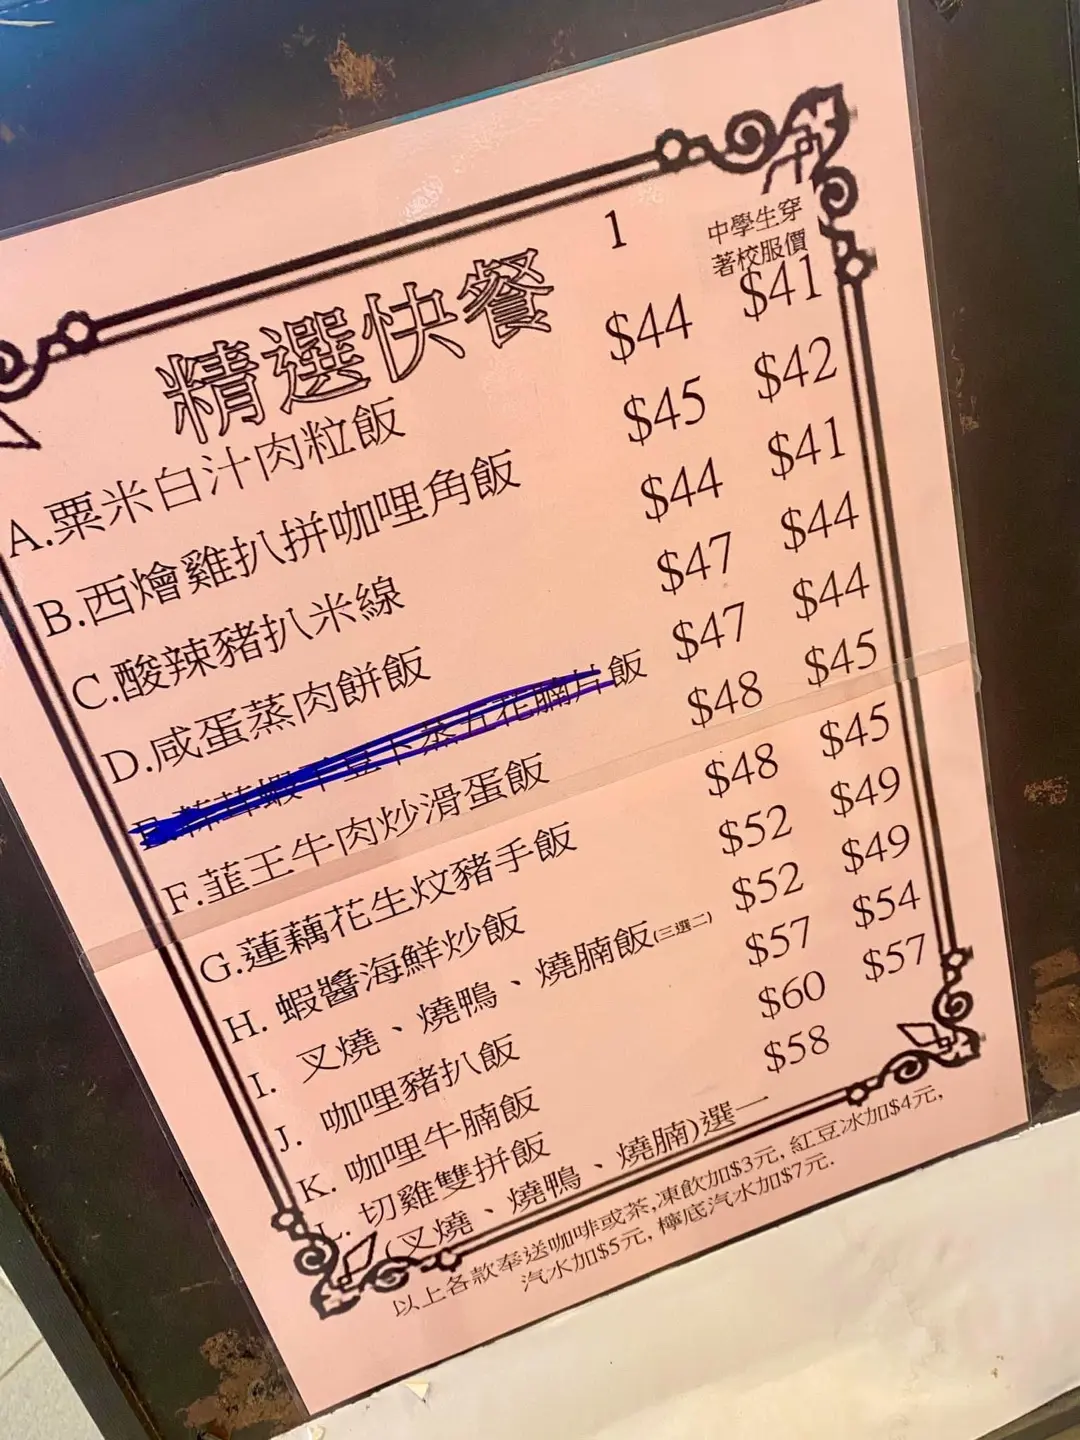 1
中學生穿
著校服價
精選快餐
A.粟米白汁肉粒飯 $44 $41
B.西燴雞扒拼咖哩角飯 $45 $42
C.酸辣豬扒米線 $44 $41
D.咸蛋蒸肉餅飯 $47 $44
飯 $47 $44
F.韮王牛肉炒滑蛋飯 $48 $45
G.蓮藕花生炆豬手飯 $48 $45
H. 蝦醬海鮮炒飯 $52 $49
I. 叉燒、燒鴨、燒腩飯(三選二) $52 $49
J. 咖哩豬扒飯 $57 $54
K. 咖哩牛腩飯 $60 $57
L. 切雞雙拼飯 $58
(叉燒、燒鴨、燒腩)選一
以上各款奉送咖啡或茶,凍飲加$3元, 紅豆冰加$4元,
汽水加$5元, 檸底汽水加$7元.